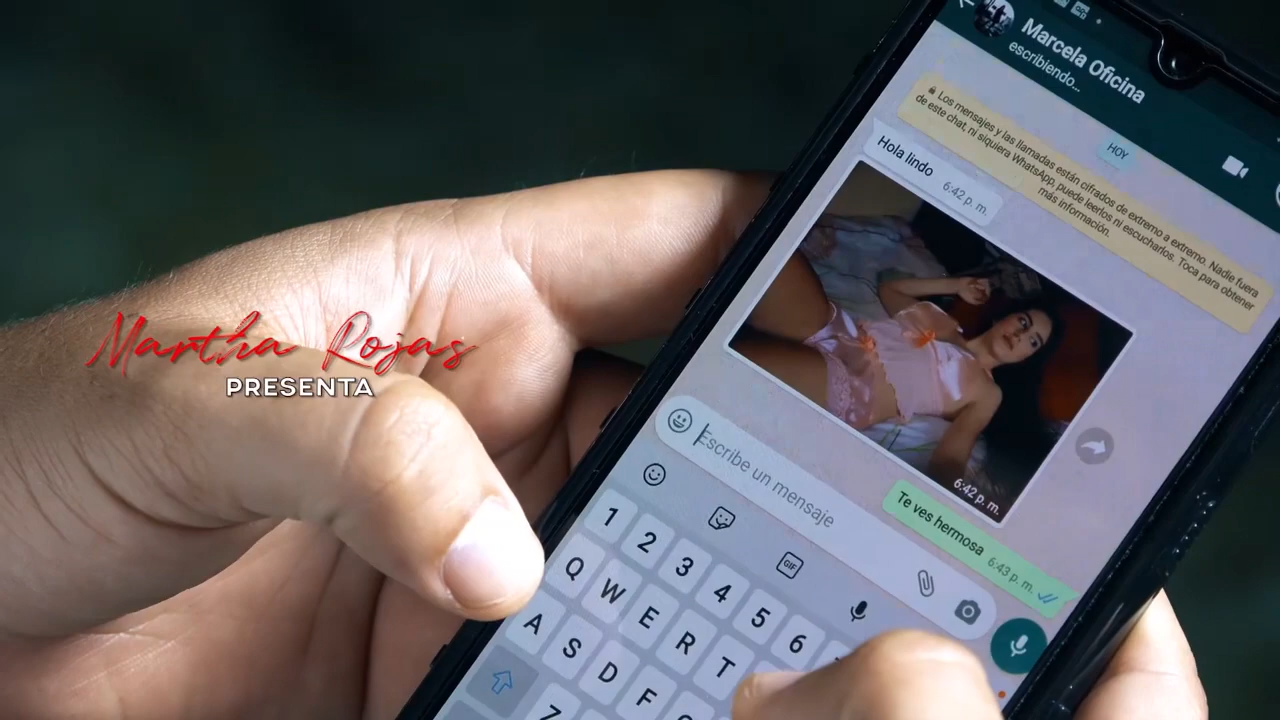 Marcela Oficina
escribiendo...
HOY
Los mensajes y las llamadas están cifrados de extremo a extremo. Nadie fuera
de este chat, ni siquiera WhatsApp, puede leerlos ni escucharlos. Toca para obtener
más información.
Hola lindo
6:42 p. m.
6:42 p. m.
Te ves hermosa
6:43 p. m.
Escribe un mensaje
GIF
1 2 3 4 5 6
Q W E R T
A S D F
Z
Martha Rojas
PRESENTA